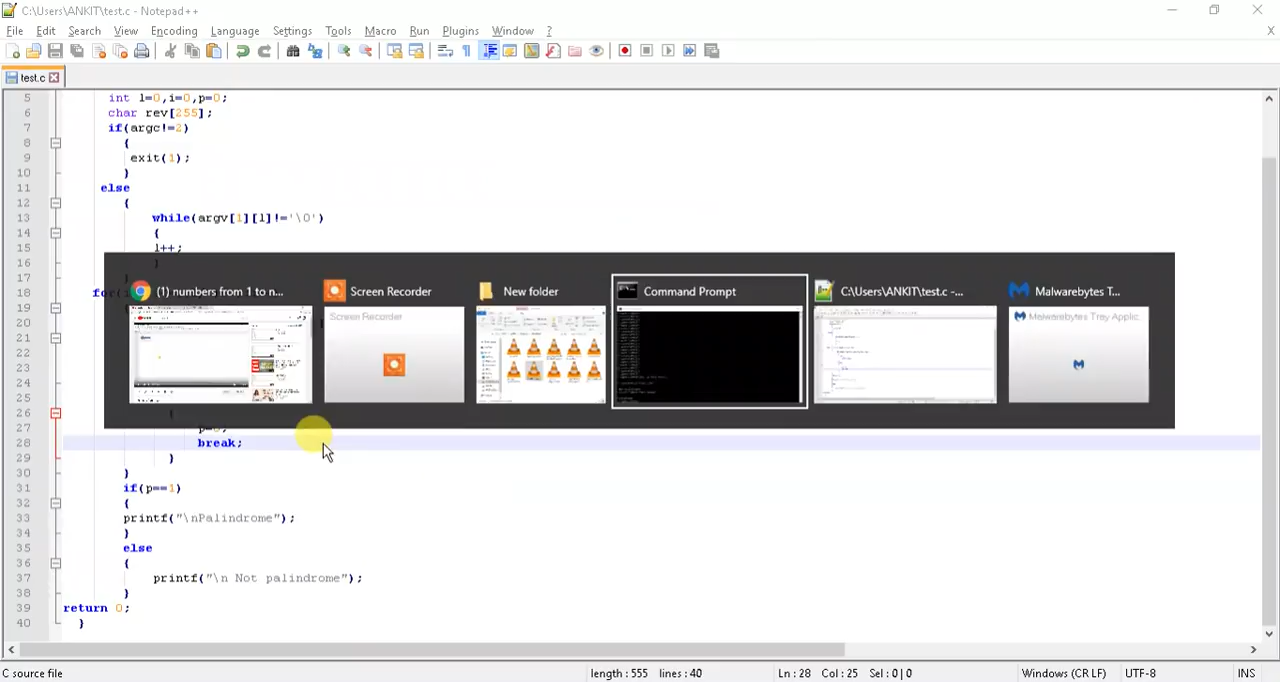 C:\Users\ANKIT\test.c - Notepad++
File Edit Search View Encoding Language Settings Tools Macro Run Plugins Window ? X
test.c
5 int l=0,i=0,p=0;
6 char rev[255];
7 if(argc!=2)
8 {
9 exit(1);
10 }
11 else
12 {
13 while(argv[1][l]!='\0')
14 {
15 l++;
16
17
18
19
(1) numbers from 1 to n...
Screen Recorder
New folder
Command Prompt
C:\Users\ANKIT\test.c -...
Malwarebytes T...
Screen Recorder
Malwarebytes Tray Applic
22
23
24
25
26
27 p=0;
28 break;
29 }
30 }
31 if(p==1)
32 {
33 printf("\nPalindrome");
34 }
35 else
36 {
37 printf("\n Not palindrome");
38 }
39 return 0;
40 }
C source file length : 555 lines : 40 Ln : 28 Col : 25 Sel : 0 | 0 Windows (CR LF) UTF-8 INS